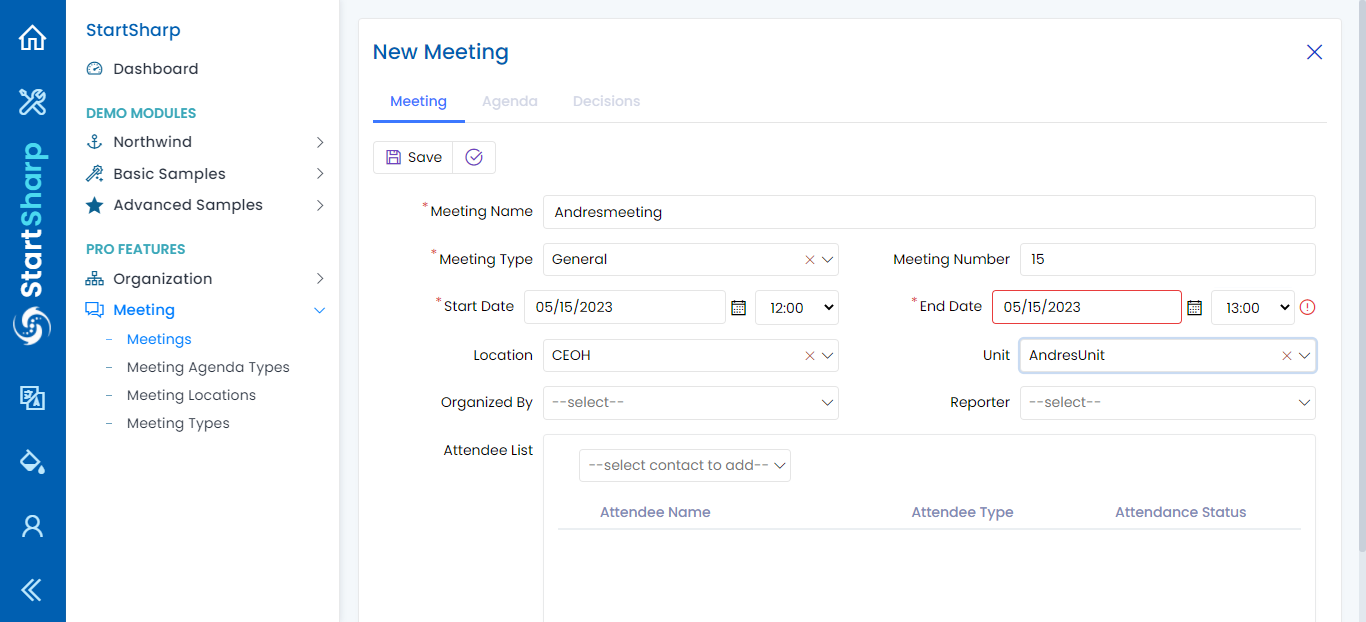 StartSharp
StartSharp
Dashboard
DEMO MODULES
Northwind
Basic Samples
Advanced Samples
PRO FEATURES
Organization
Meeting
Meetings
Meeting Agenda Types
Meeting Locations
Meeting Types
New Meeting
Meeting Agenda Decisions
Save
*Meeting Name Andresmeeting
*Meeting Type General Meeting Number 15
*Start Date 05/15/2023 12:00 *End Date 05/15/2023 13:00
Location CEOH Unit AndresUnit
Organized By --select-- Reporter --select--
Attendee List
--select contact to add--
Attendee Name Attendee Type Attendance Status